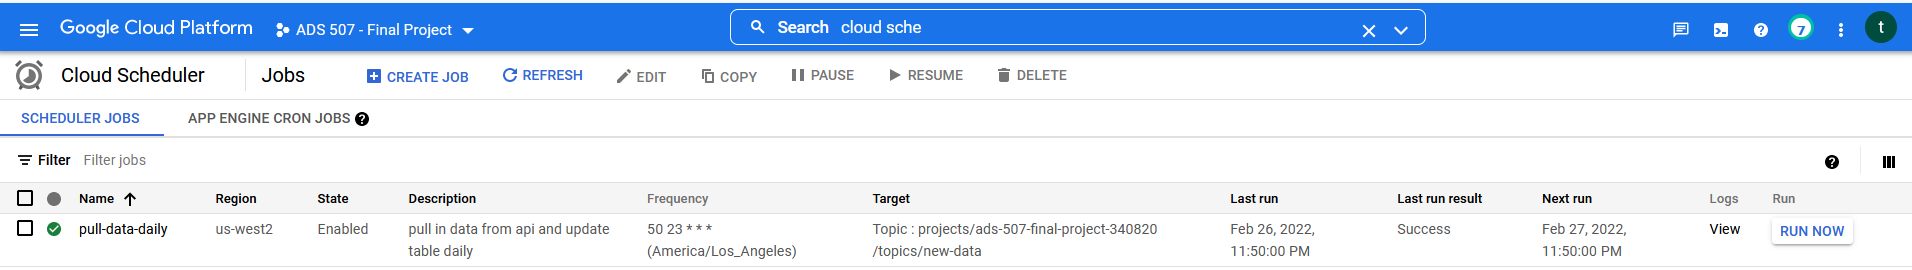 Google Cloud Platform ADS 507 - Final Project Search cloud sche 7 t
Cloud Scheduler Jobs CREATE JOB REFRESH EDIT COPY PAUSE RESUME DELETE
SCHEDULER JOBS APP ENGINE CRON JOBS
Filter Filter jobs
Name Region State Description Frequency Target Last run Last run result Next run Logs Run
pull-data-daily us-west2 Enabled pull in data from api and update 50 23 * * * Topic : projects/ads-507-final-project-340820 Feb 26, 2022, Success Feb 27, 2022, View RUN NOW
table daily (America/Los_Angeles) /topics/new-data 11:50:00 PM 11:50:00 PM